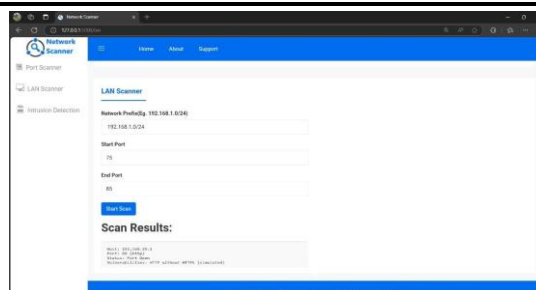 Network Scanner
127.0.0.1
Network
Scanner
Home About Support
Port Scanner
LAN Scanner
Intrusion Detection
LAN Scanner
Network Prefix(Eg. 192.168.1.0/24)
192.168.1.0/24
Start Port
75
End Port
85
Start Scan
Scan Results:
Port: 80 (http)
Status: Port Open
Vulnerabilities: HTTP without HTTPS (simulated)